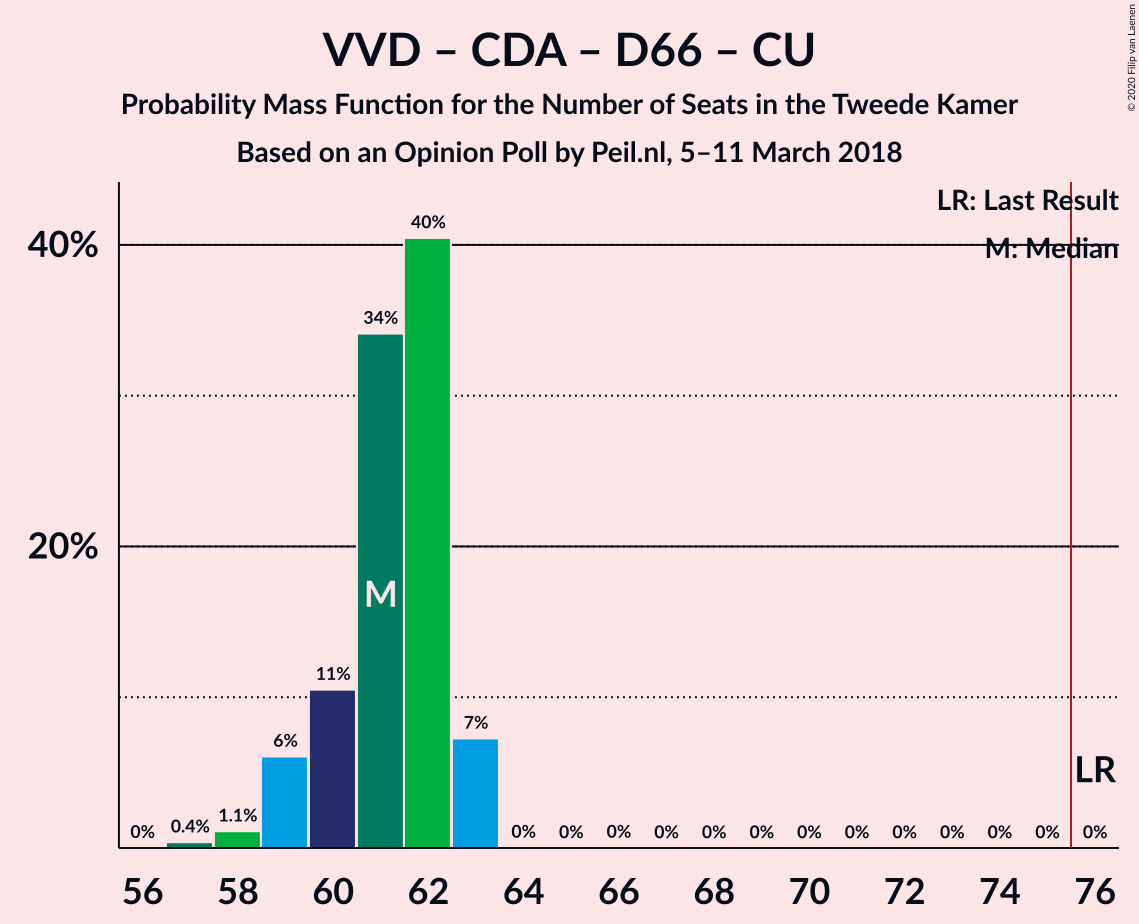 VVD – CDA – D66 – CU
Probability Mass Function for the Number of Seats in the Tweede Kamer
Based on an Opinion Poll by Peil.nl, 5–11 March 2018
© 2020 Filip van Laenen
LR: Last Result
M: Median
40%
20%
0% 0.4% 1.1% 6% 11% 34% 40% 7% 0% 0% 0% 0% 0% 0% 0% 0% 0% 0% 0% 0% 0%
M
LR
56 58 60 62 64 66 68 70 72 74 76